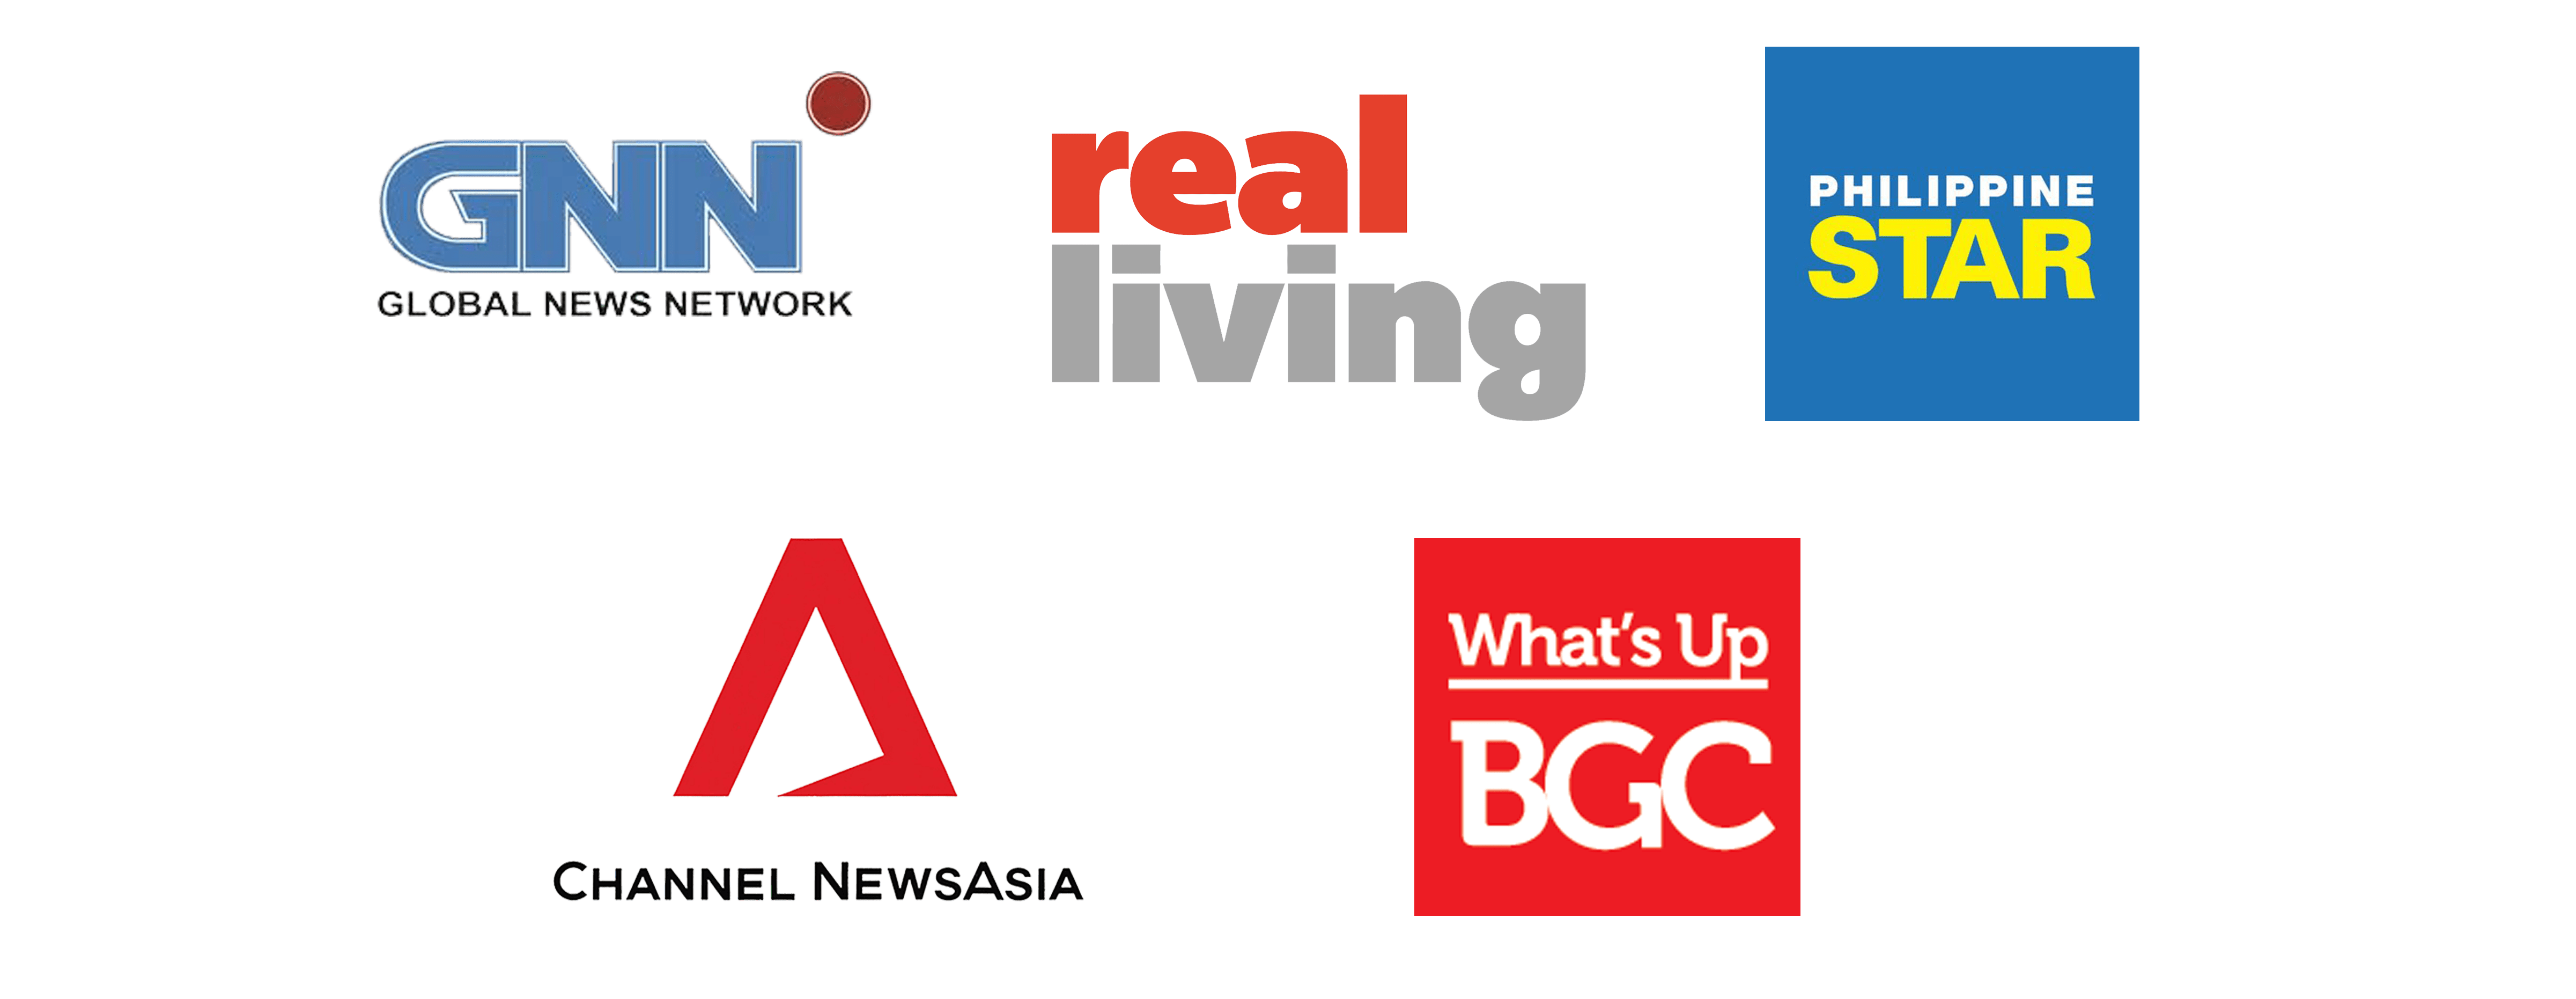 GNN
GLOBAL NEWS NETWORK
real
living
PHILIPPINE
STAR
CHANNEL NEWSASIA
What's Up
BGC